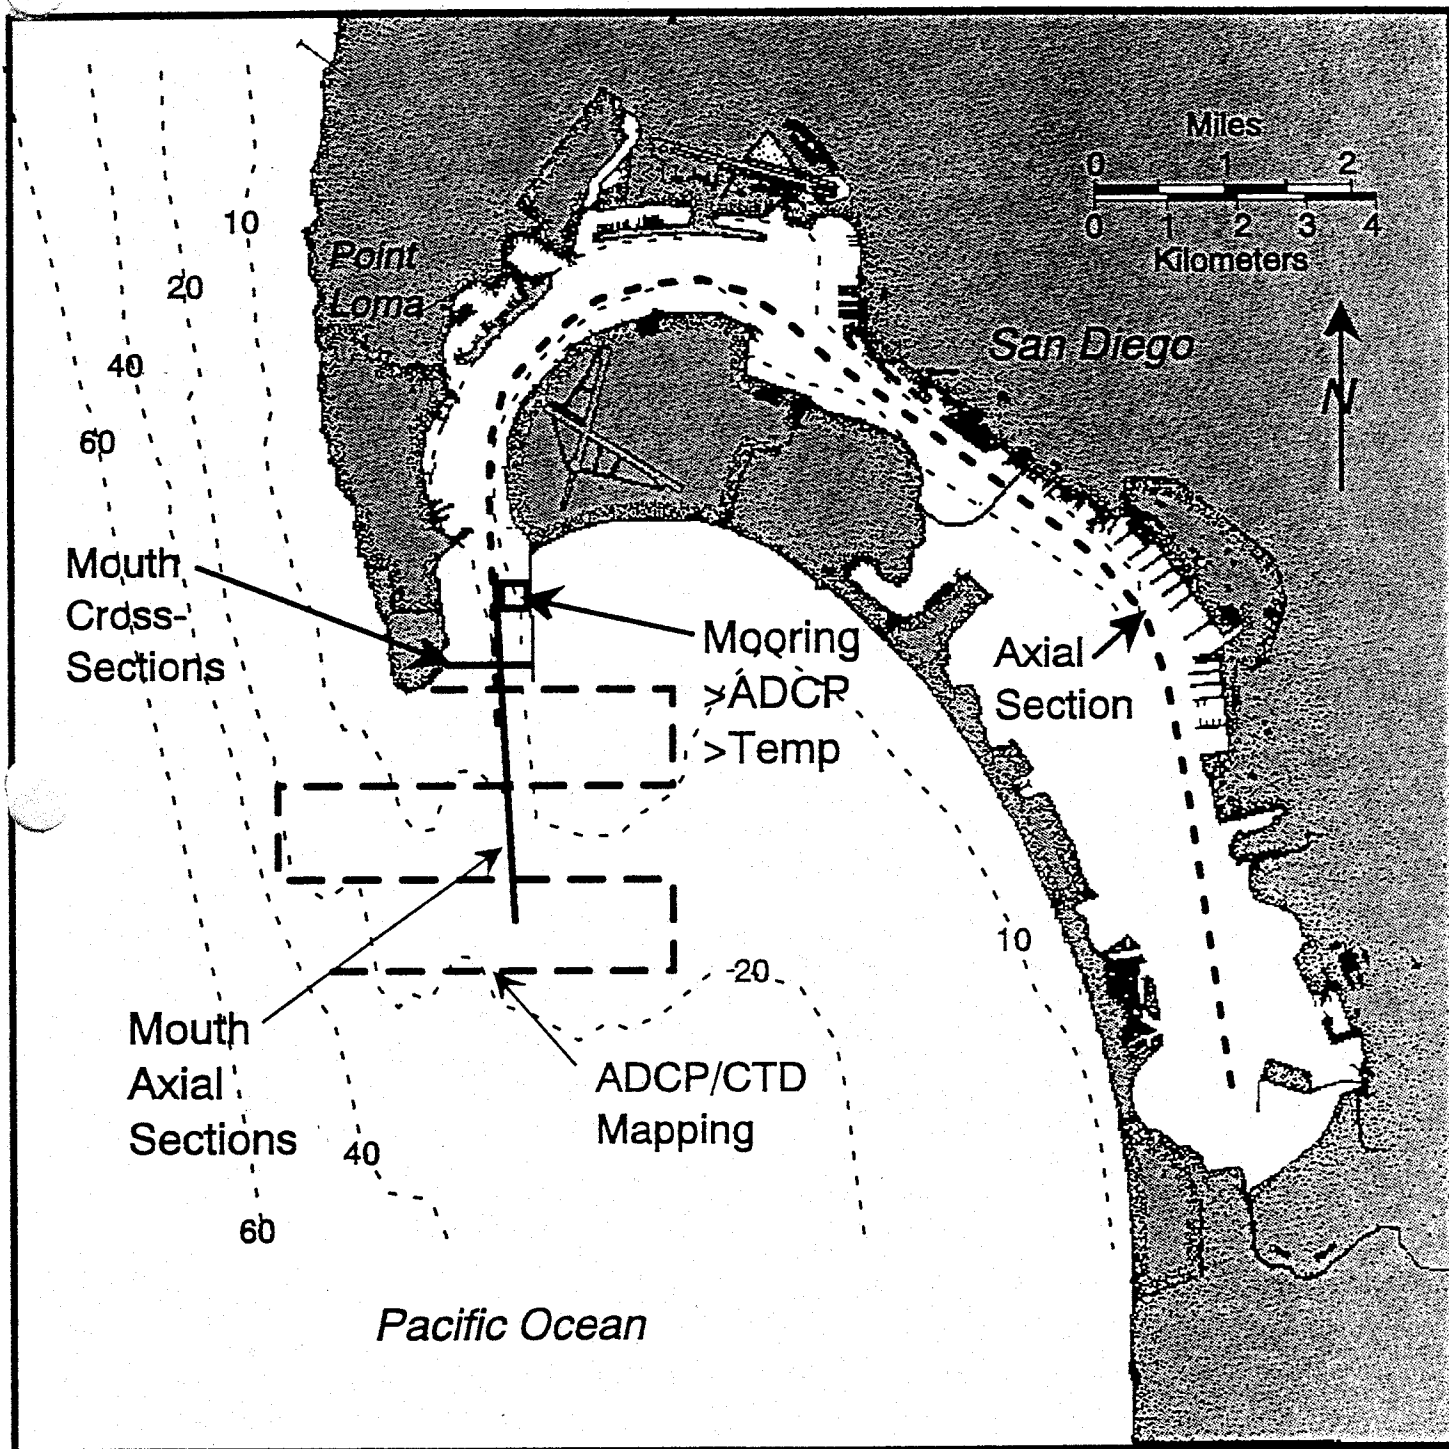 Miles
0 1 2
0 1 2 3 4
Kilometers
10
Point
Loma
20
San Diego
40
N
60
Mouth
Cross-
Sections
Mooring
>ADCP
>Temp
Axial
Section
10
-20
Mouth
Axial
Sections
ADCP/CTD
Mapping
40
60
Pacific Ocean